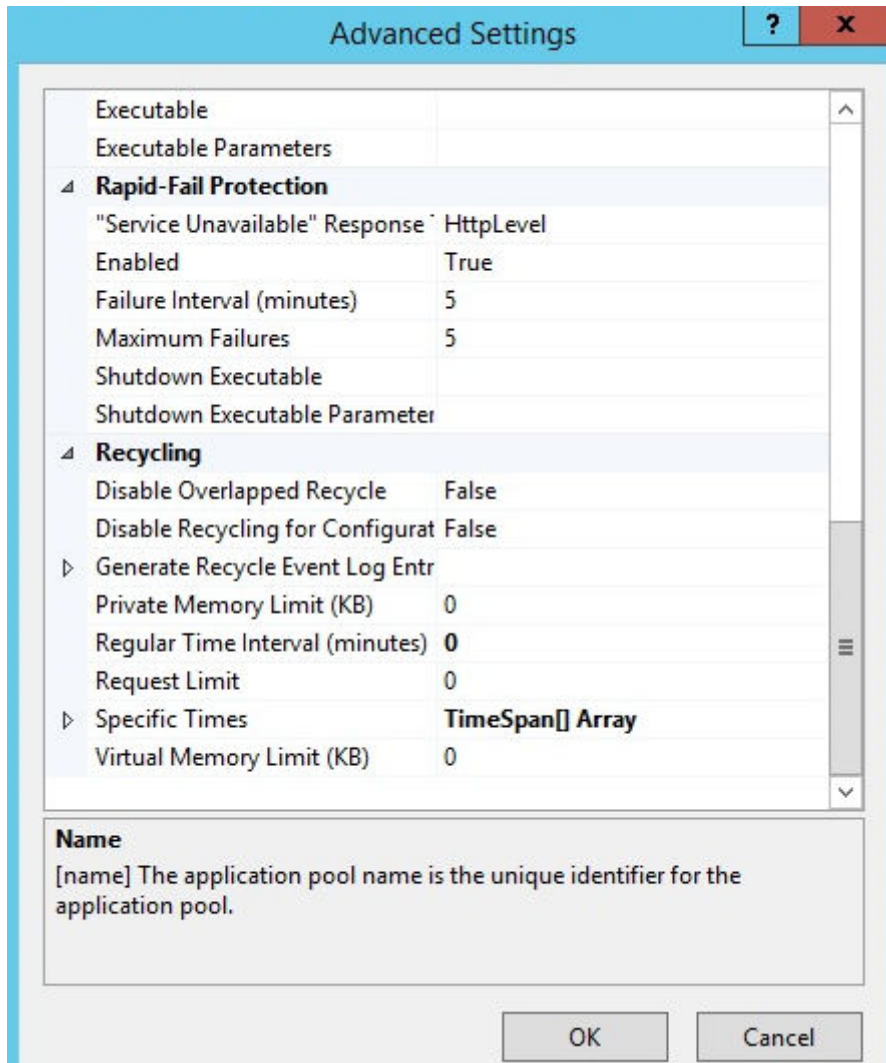 Advanced Settings
? x
Executable
Executable Parameters
Rapid-Fail Protection
"Service Unavailable" Response HttpLevel
Enabled True
Failure Interval (minutes) 5
Maximum Failures 5
Shutdown Executable
Shutdown Executable Parameter
Recycling
Disable Overlapped Recycle False
Disable Recycling for Configurat False
Generate Recycle Event Log Entr
Private Memory Limit (KB) 0
Regular Time Interval (minutes) 0
Request Limit 0
Specific Times TimeSpan[] Array
Virtual Memory Limit (KB) 0
Name
[name] The application pool name is the unique identifier for the
application pool.
OK Cancel